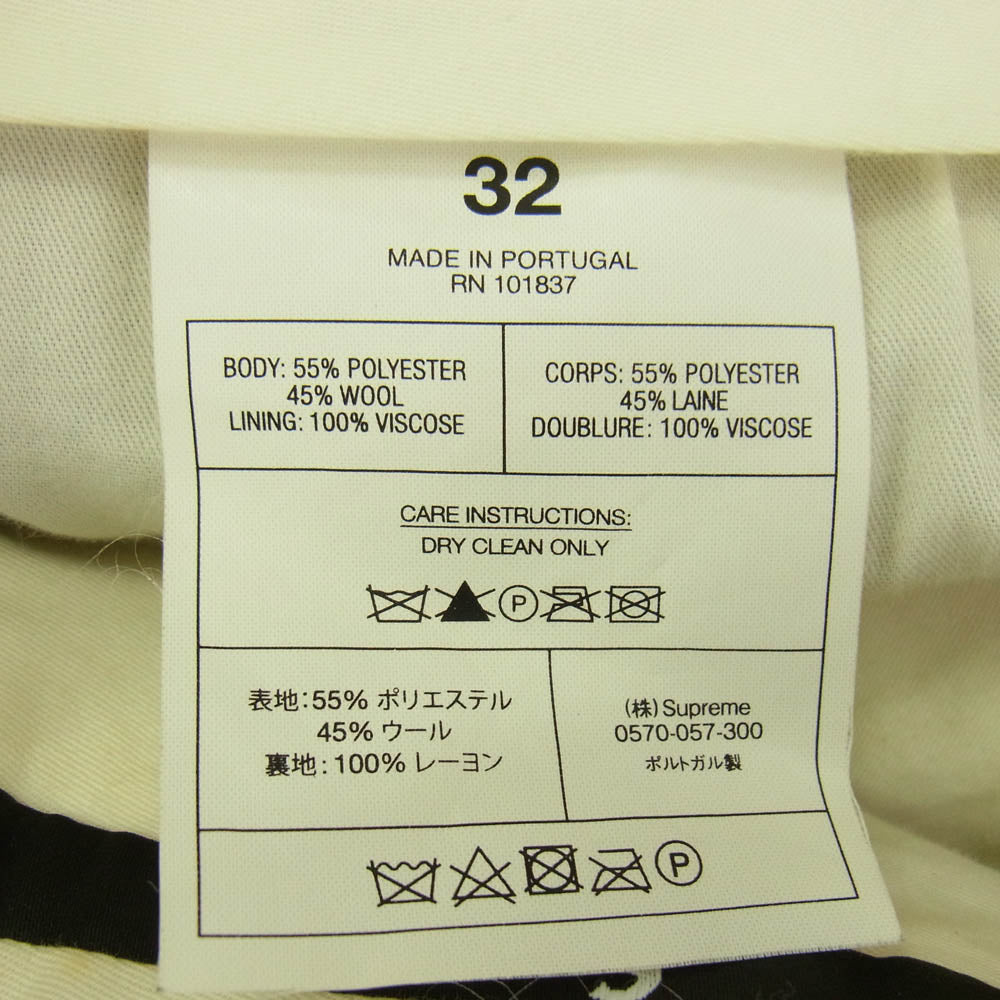 32
MADE IN PORTUGAL
RN 101837
BODY: 55% POLYESTER
45% WOOL
LINING: 100% VISCOSE
CORPS: 55% POLYESTER
45% LAINE
DOUBLURE: 100% VISCOSE
CARE INSTRUCTIONS:
DRY CLEAN ONLY
P
表地:55% ポリエステル
45% ウール
裏地:100% レーヨン
(株)Supreme
0570-057-300
ポルトガル製
P